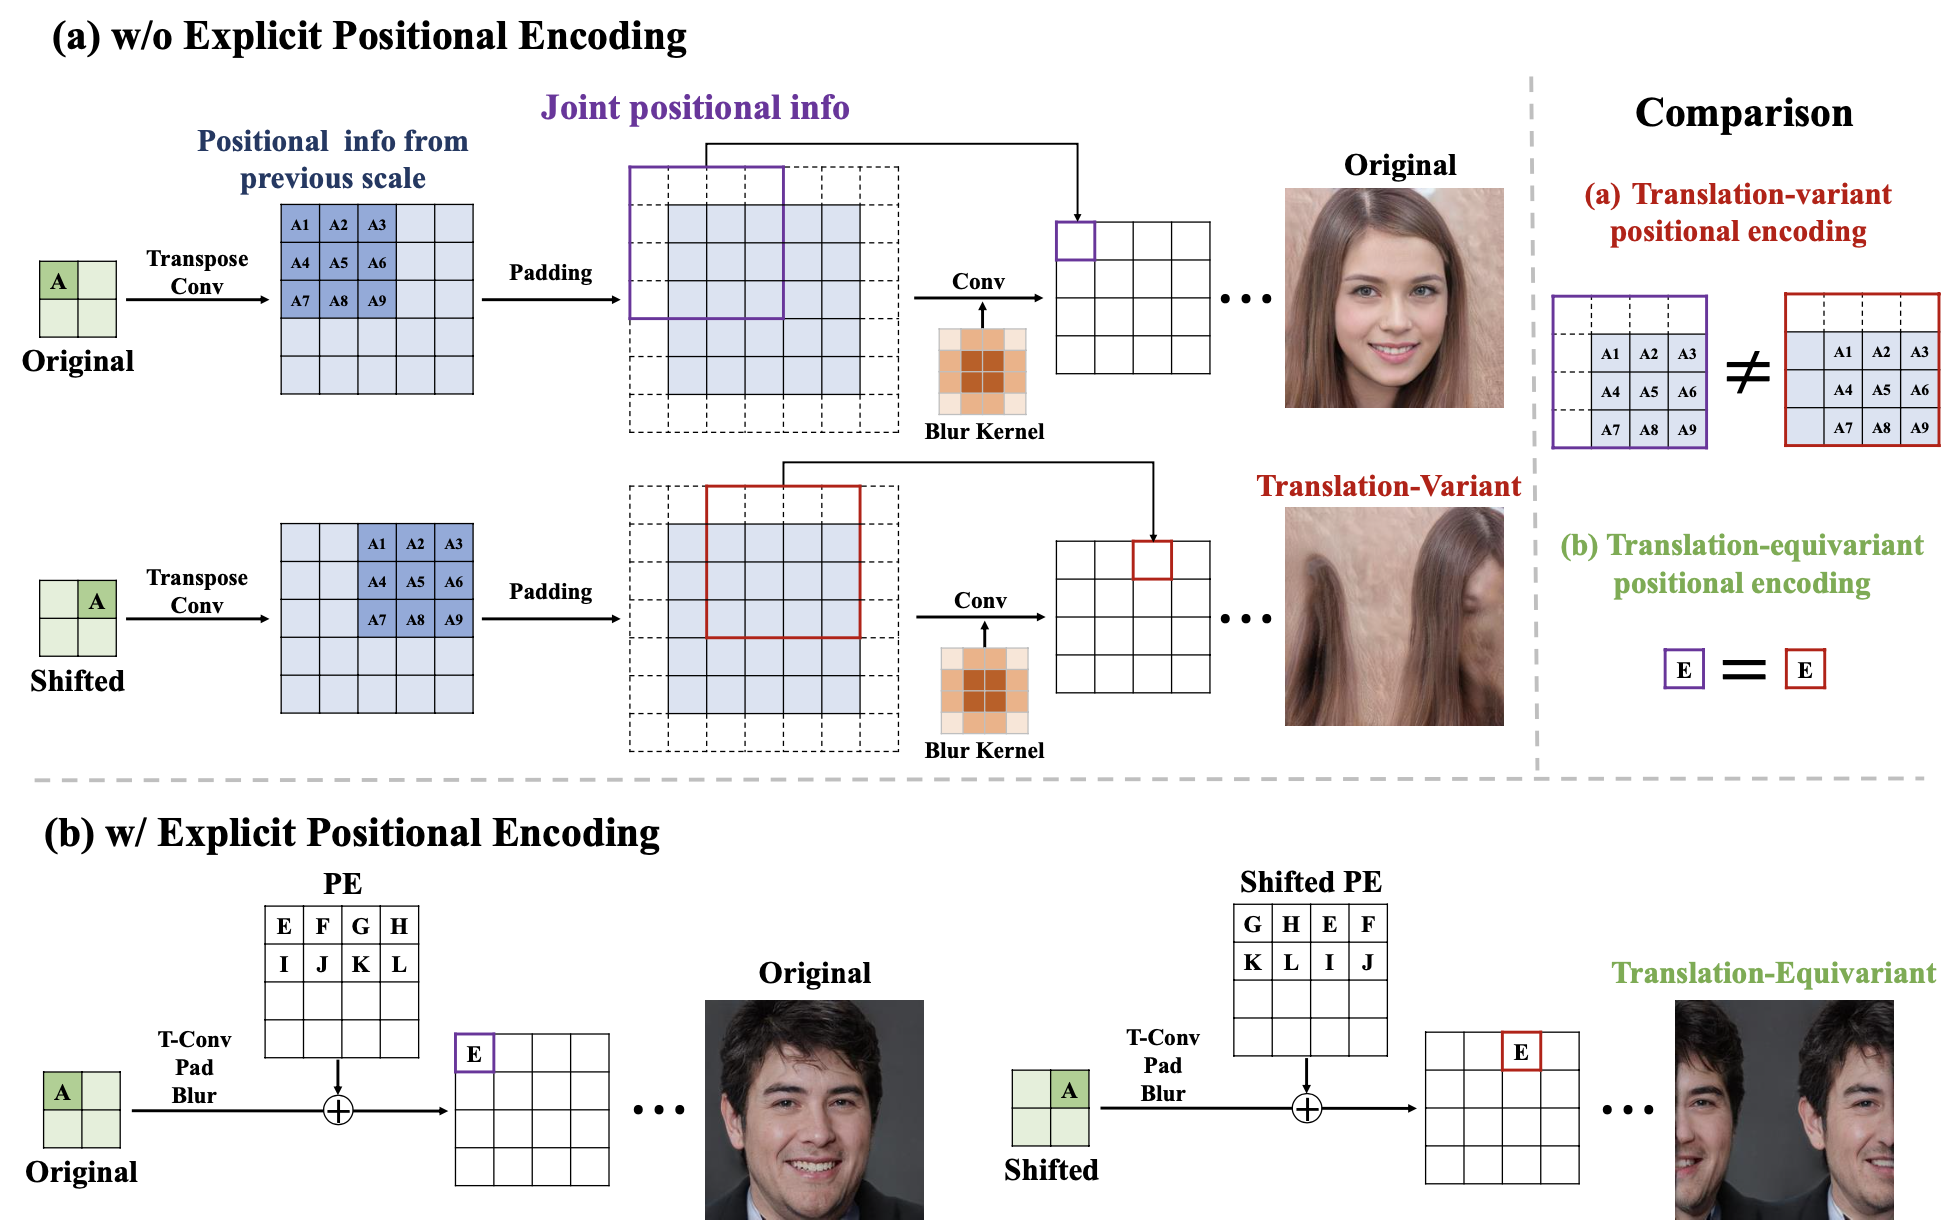 (a) w/o Explicit Positional Encoding
Joint positional info
Positional info from
previous scale
A1 A2 A3
A4 A5 A6
A7 A8 A9
A
Original
Transpose
Conv
Padding
Conv
Blur Kernel
Original
A
Shifted
Transpose
Conv
A1 A2 A3
A4 A5 A6
A7 A8 A9
Padding
Conv
Blur Kernel
Translation-Variant
Comparison
(a) Translation-variant
positional encoding
A1 A2 A3
A4 A5 A6
A7 A8 A9
≠
A1 A2 A3
A4 A5 A6
A7 A8 A9
(b) Translation-equivariant
positional encoding
E = E
(b) w/ Explicit Positional Encoding
PE
E F G H
I J K L
A
Original
T-Conv
Pad
Blur
E
Original
Shifted PE
G H E F
K L I J
A
Shifted
T-Conv
Pad
Blur
E
Translation-Equivariant